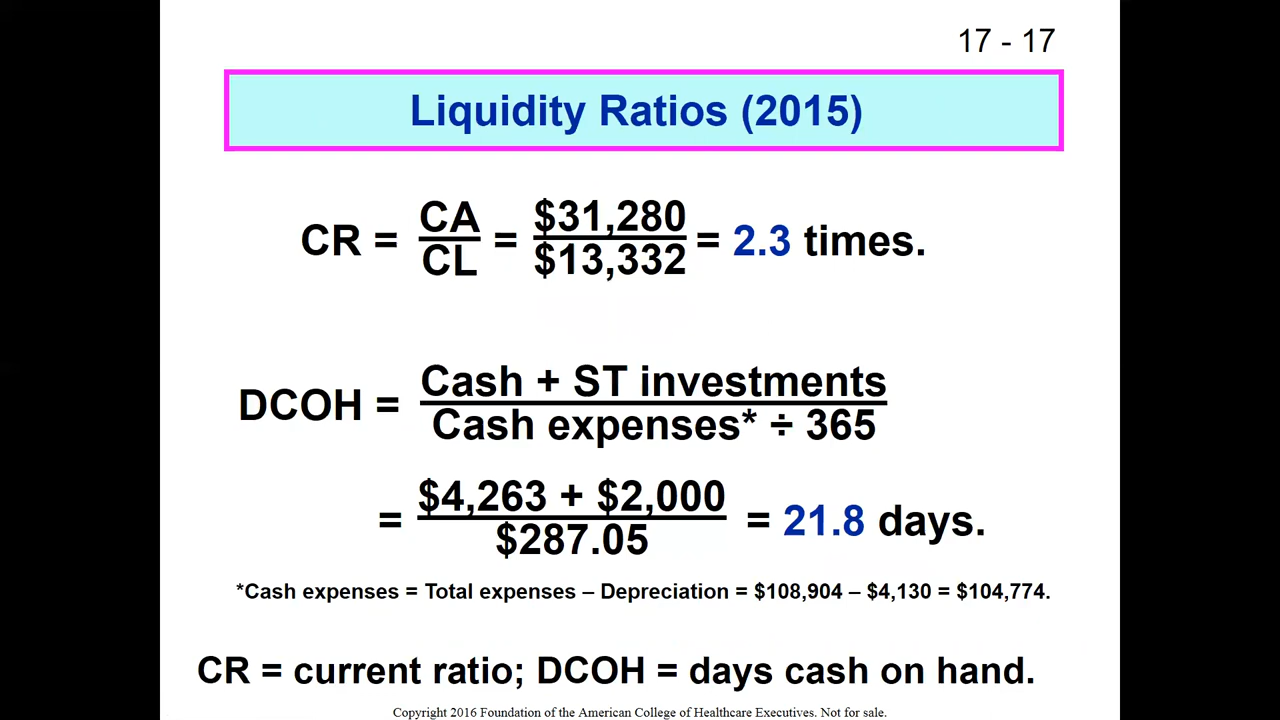 17 - 17
Liquidity Ratios (2015)
CR = CA / CL = $31,280 / $13,332 = 2.3 times.
DCOH = Cash + ST investments / Cash expenses* ÷ 365
= $4,263 + $2,000 / $287.05 = 21.8 days.
*Cash expenses = Total expenses – Depreciation = $108,904 – $4,130 = $104,774.
CR = current ratio; DCOH = days cash on hand.
Copyright 2016 Foundation of the American College of Healthcare Executives. Not for sale.